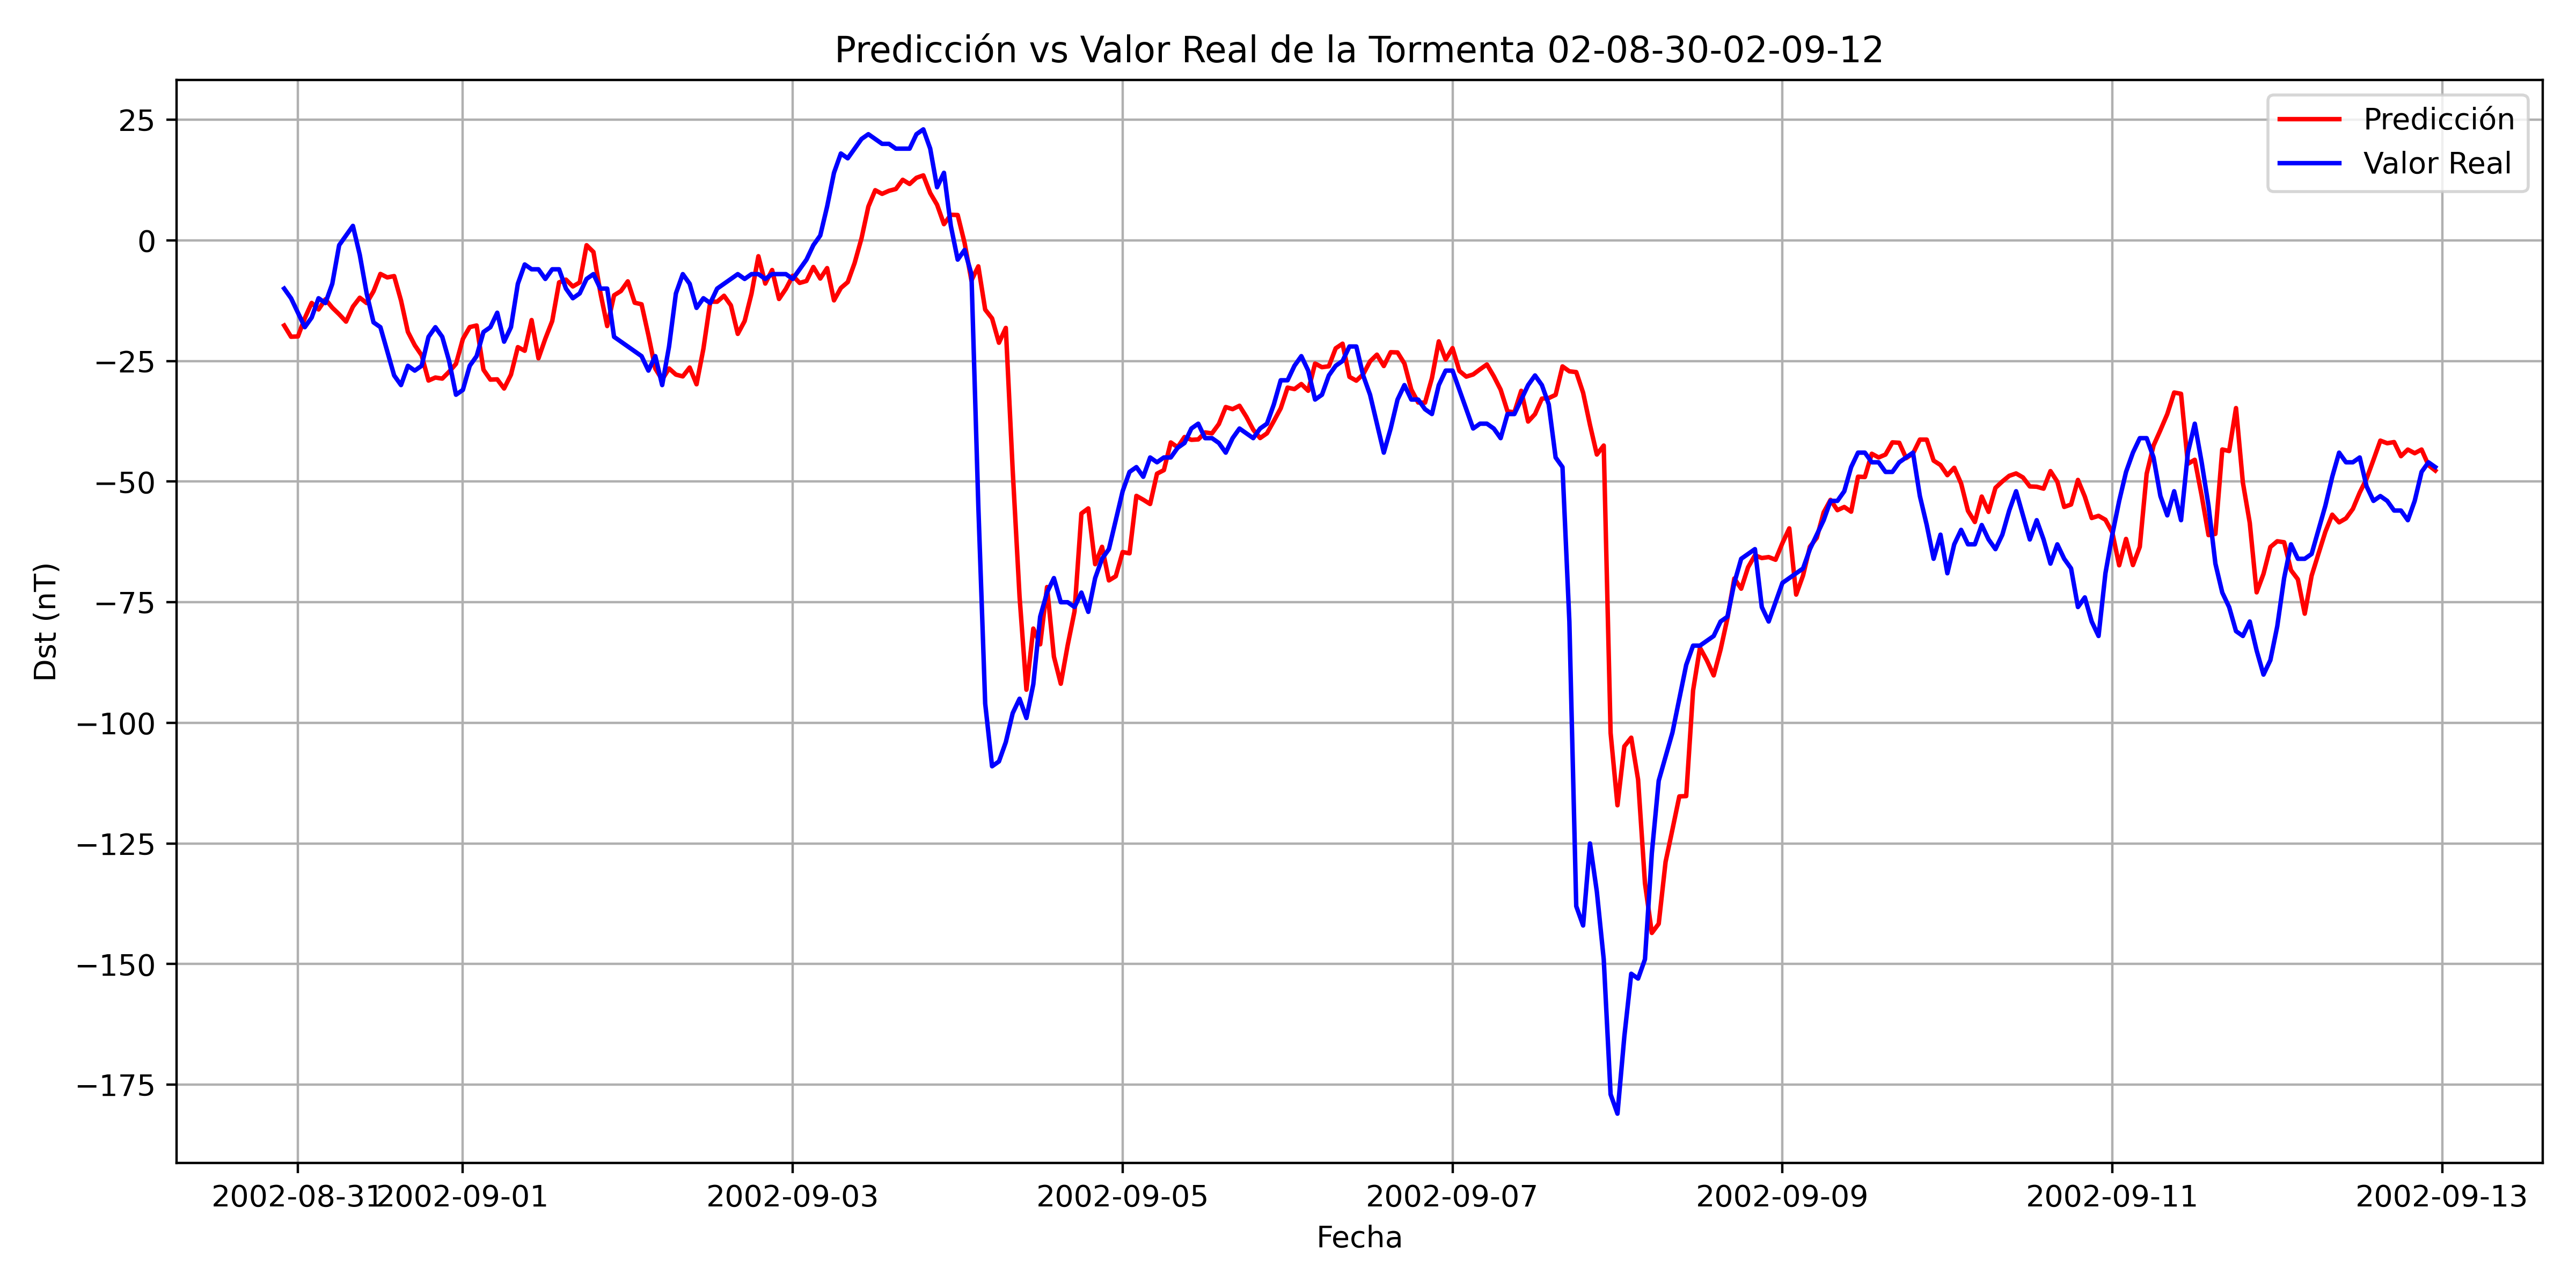 Predicción vs Valor Real de la Tormenta 02-08-30-02-09-12
Predicción
Valor Real
25
0
−25
−50
−75
−100
−125
−150
−175
Dst (nT)
2002-08-31 2002-09-01 2002-09-03 2002-09-05 2002-09-07 2002-09-09 2002-09-11 2002-09-13
Fecha